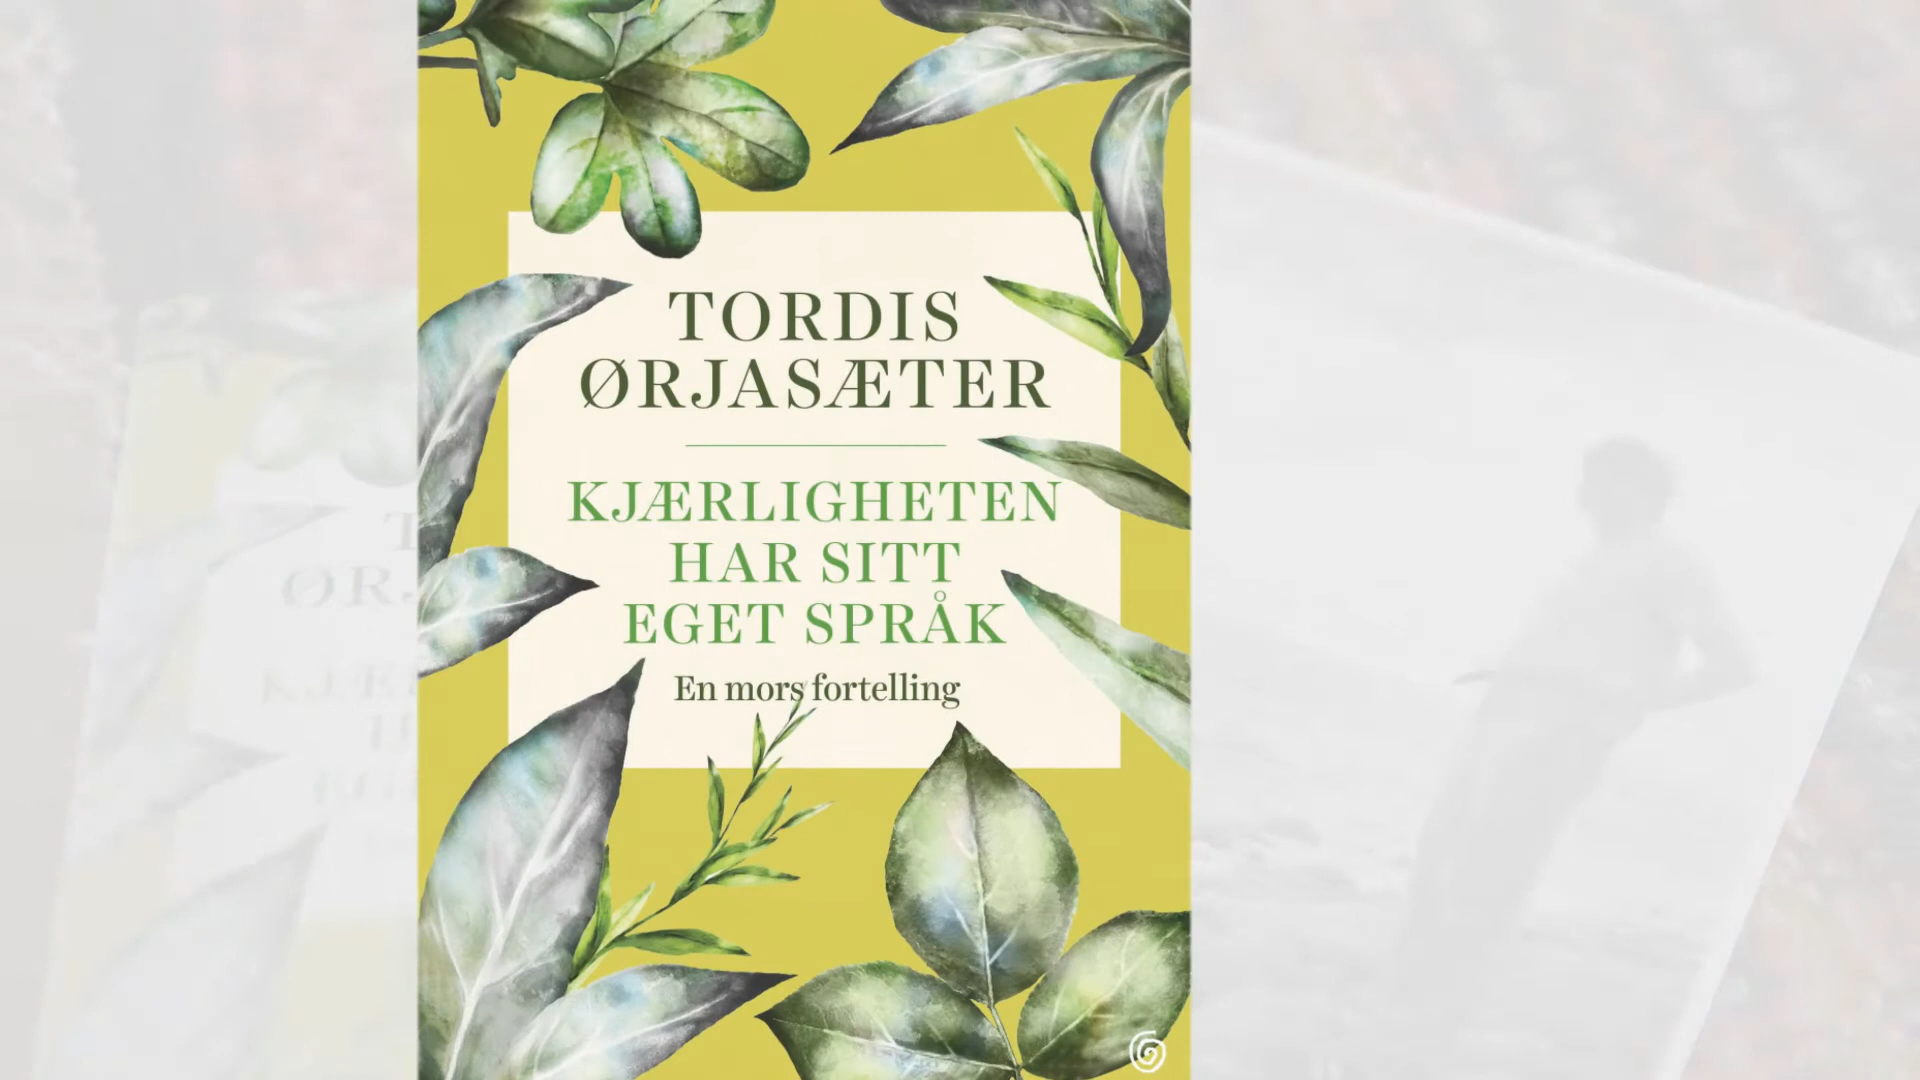 TORDIS
ØRJASÆTER
KJÆRLIGHETEN
HAR SITT
EGET SPRÅK
En mors fortelling